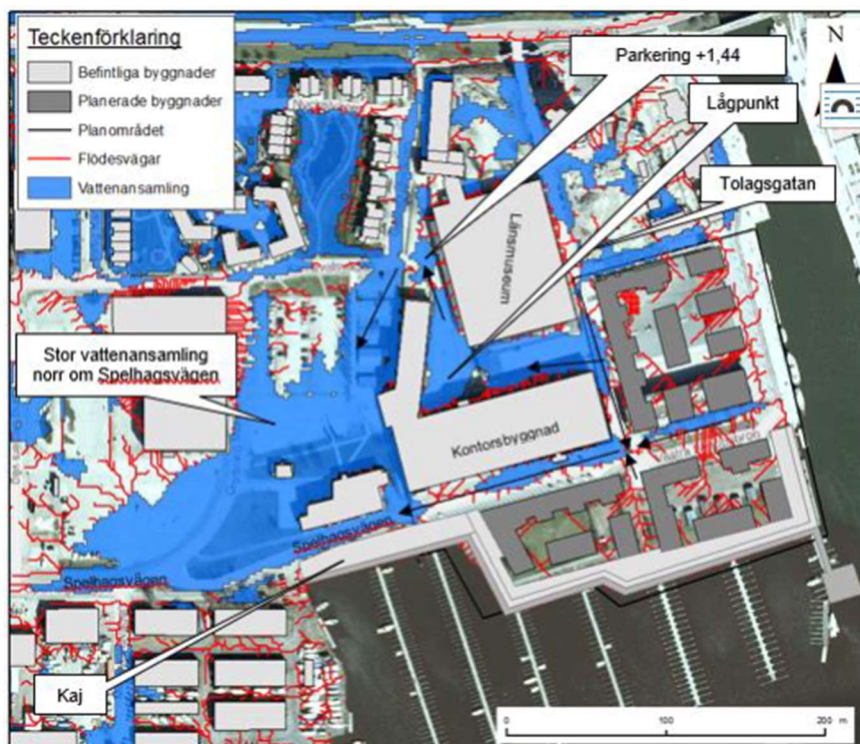 Teckenförklaring
Befintliga byggnader
Planerade byggnader
Planområdet
Flödesvägar
Vattenansamling
Parkering +1,44
N
Lågpunkt
Tolagsgatan
Länsmuseum
Stor vattenansamling
norr om Spelhagsvägen
Kontorsbyggnad
Spelhagsvägen
Spelhagsvägen
Kaj
0 100 200 m